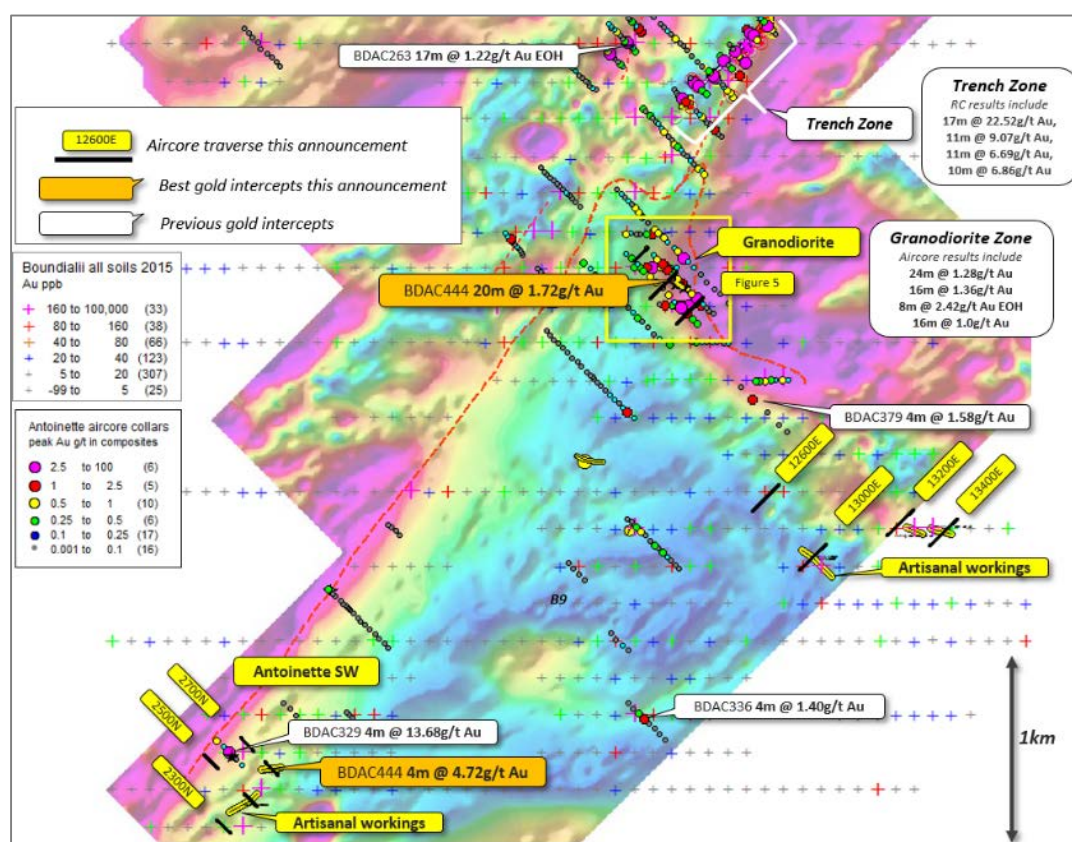 BDAC263 17m @ 1.22g/t Au EOH
12600E
Aircore traverse this announcement
Best gold intercepts this announcement
Previous gold intercepts
Trench Zone
Trench Zone
RC results include
17m @ 22.52g/t Au,
11m @ 9.07g/t Au,
11m @ 6.69g/t Au,
10m @ 6.86g/t Au
Boundialii all soils 2015
Au ppb
160 to 100,000 (33)
80 to 160 (38)
40 to 80 (66)
20 to 40 (123)
5 to 20 (307)
-99 to 5 (25)
Granodiorite
Figure 5
BDAC444 20m @ 1.72g/t Au
Granodiorite Zone
Aircore results include
24m @ 1.28g/t Au
16m @ 1.36g/t Au
8m @ 2.42g/t Au EOH
16m @ 1.0g/t Au
Antoinette aircore collars
peak Au g/t in composites
2.5 to 100 (6)
1 to 2.5 (5)
0.5 to 1 (10)
0.25 to 0.5 (6)
0.1 to 0.25 (17)
0.001 to 0.1 (16)
BDAC379 4m @ 1.58g/t Au
12600E
13000E
13200E
13400E
Artisanal workings
B9
Antoinette SW
2700N
2500N
2300N
BDAC329 4m @ 13.68g/t Au
BDAC336 4m @ 1.40g/t Au
BDAC444 4m @ 4.72g/t Au
Artisanal workings
1km